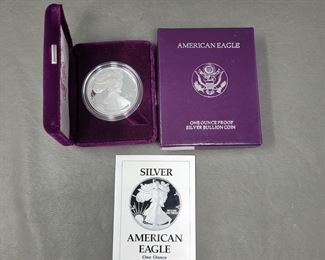 AMERICAN EAGLE
ONE OUNCE PROOF
SILVER BULLION COIN
SILVER
AMERICAN
EAGLE
One Ounce